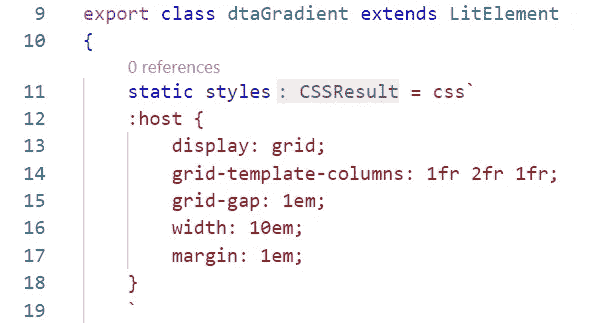 9 export class dtaGradient extends LitElement
10 {
0 references
11 static styles : CSSResult = css`
12 :host {
13 display: grid;
14 grid-template-columns: 1fr 2fr 1fr;
15 grid-gap: 1em;
16 width: 10em;
17 margin: 1em;
18 }
19 `